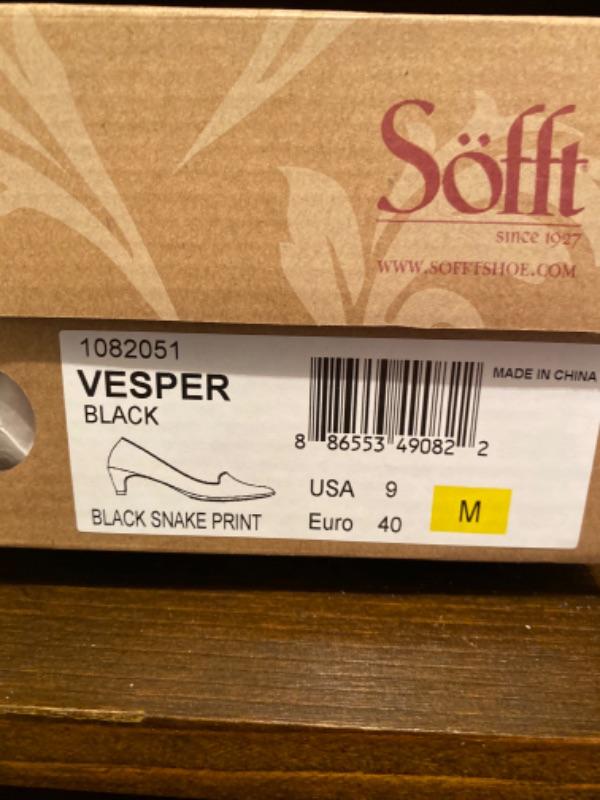 Söfft
since 1927
WWW.SOFFTSHOE.COM
1082051
VESPER
BLACK
MADE IN CHINA
8 86553 49082 2
USA 9
Euro 40
M
BLACK SNAKE PRINT